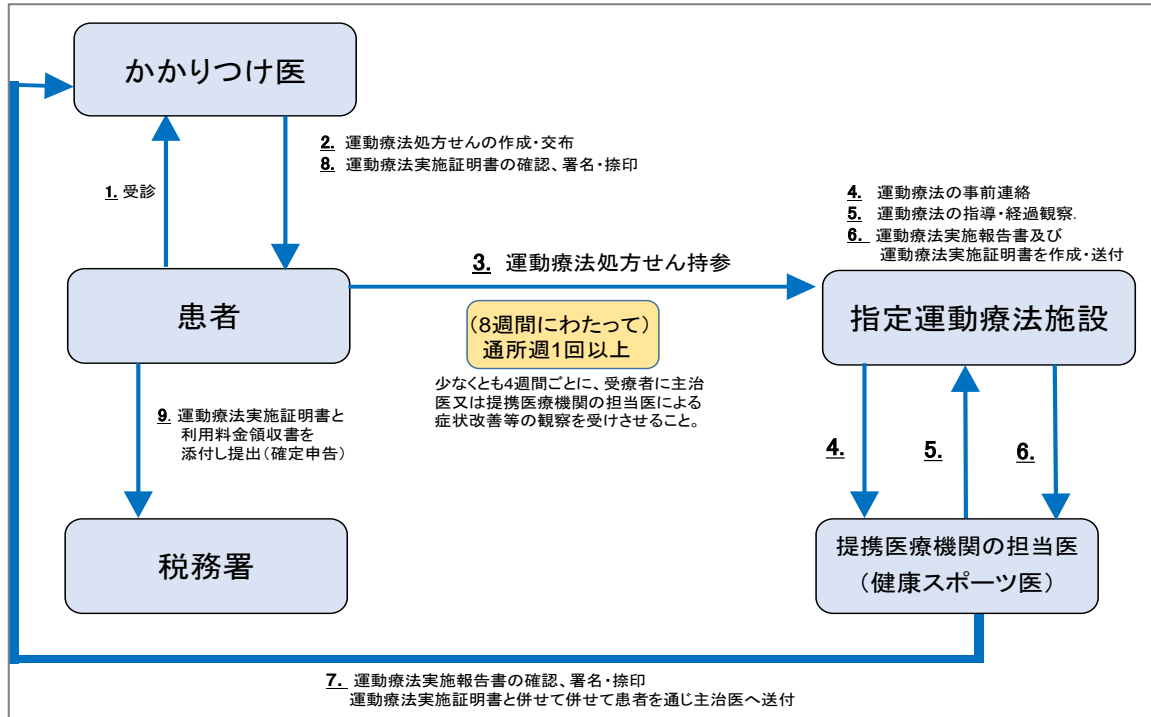 かかりつけ医
2. 運動療法処方せんの作成・交布
8. 運動療法実施証明書の確認、署名・捺印
1. 受診
4. 運動療法の事前連絡
5. 運動療法の指導・経過観察.
6. 運動療法実施報告書及び
運動療法実施証明書を作成・送付
3. 運動療法処方せん持参
患者
指定運動療法施設
(8週間にわたって)
通所週1回以上
少なくとも4週間ごとに、受療者に主治
医又は提携医療機関の担当医による
症状改善等の観察を受けさせること。
9. 運動療法実施証明書と
利用料金領収書を
添付し提出(確定申告)
4.
5.
6.
税務署
提携医療機関の担当医
(健康スポーツ医)
7. 運動療法実施報告書の確認、署名・捺印
運動療法実施証明書と併せて併せて患者を通じ主治医へ送付